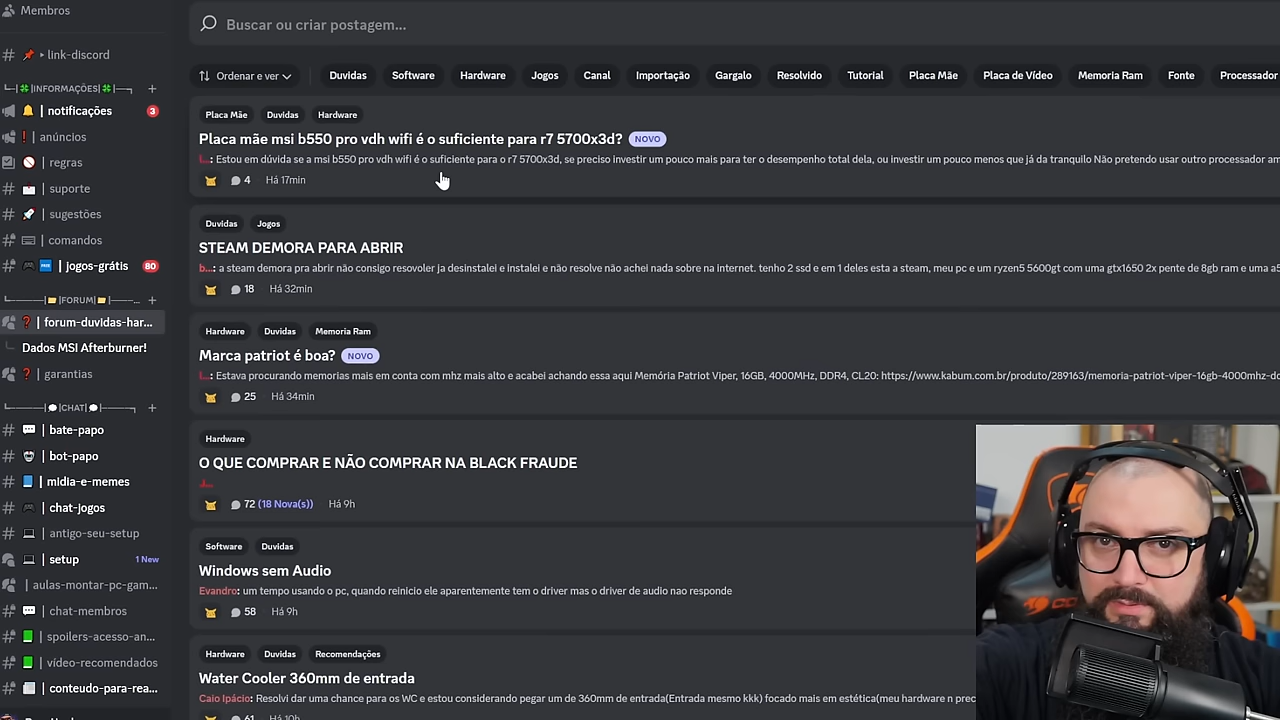 Membros
link-discord
INFORMAÇÕES
notificações 3
anúncios
regras
suporte
sugestões
comandos
jogos-grátis 80
FORUM
forum-duvidas-har...
Dados MSI Afterburner!
garantias
CHAT
bate-papo
bot-papo
midia-e-memes
chat-jogos
antigo-seu-setup
setup 1 New
aulas-montar-pc-gam...
chat-membros
spoilers-acesso-an...
vídeo-recomendados
conteudo-para-rea...
Buscar ou criar postagem...
Ordenar e ver Duvidas Software Hardware Jogos Canal Importação Gargalo Resolvido Tutorial Placa Mãe Placa de Vídeo Memoria Ram Fonte Processador
Placa Mãe Duvidas Hardware
Placa mãe msi b550 pro vdh wifi é o suficiente para r7 5700x3d? NOVO
Estou em dúvida se a msi b550 pro vdh wifi é o suficiente para o r7 5700x3d, se preciso investir um pouco mais para ter o desempenho total dela, ou investir um pouco menos que já da tranquilo Não pretendo usar outro processador am
4 Há 17min
Duvidas Jogos
STEAM DEMORA PARA ABRIR
b...: a steam demora pra abrir não consigo resovoler ja desinstalei e instalei e não resolve não achei nada sobre na internet. tenho 2 ssd e em 1 deles esta a steam, meu pc e um ryzen5 5600gt com uma gtx1650 2x pente de 8gb ram e uma a5
18 Há 32min
Hardware Duvidas Memoria Ram
Marca patriot é boa? NOVO
Estava procurando memorias mais em conta com mhz mais alto e acabei achando essa aqui Memória Patriot Viper, 16GB, 4000MHz, DDR4, CL20: https://www.kabum.com.br/produto/289163/memoria-patriot-viper-16gb-4000mhz-dd
25 Há 34min
Hardware
O QUE COMPRAR E NÃO COMPRAR NA BLACK FRAUDE
72 (18 Nova(s)) Há 9h
Software Duvidas
Windows sem Audio
Evandro: um tempo usando o pc, quando reinicio ele aparentemente tem o driver mas o driver de audio nao responde
58 Há 9h
Hardware Duvidas Recomendações
Water Cooler 360mm de entrada
Caio Ipácio: Resolvi dar uma chance para os WC e estou considerando pegar um de 360mm de entrada(Entrada mesmo kkk) focado mais em estética(meu hardware n prec
61 Há 10h